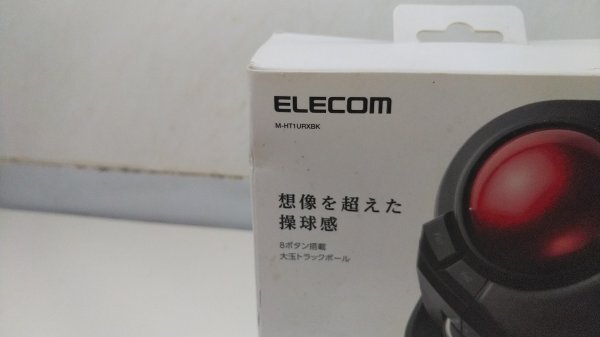 ELECOM
M-HT1URXBK
想像を超えた
操球感
8ボタン搭載
大玉トラックボール